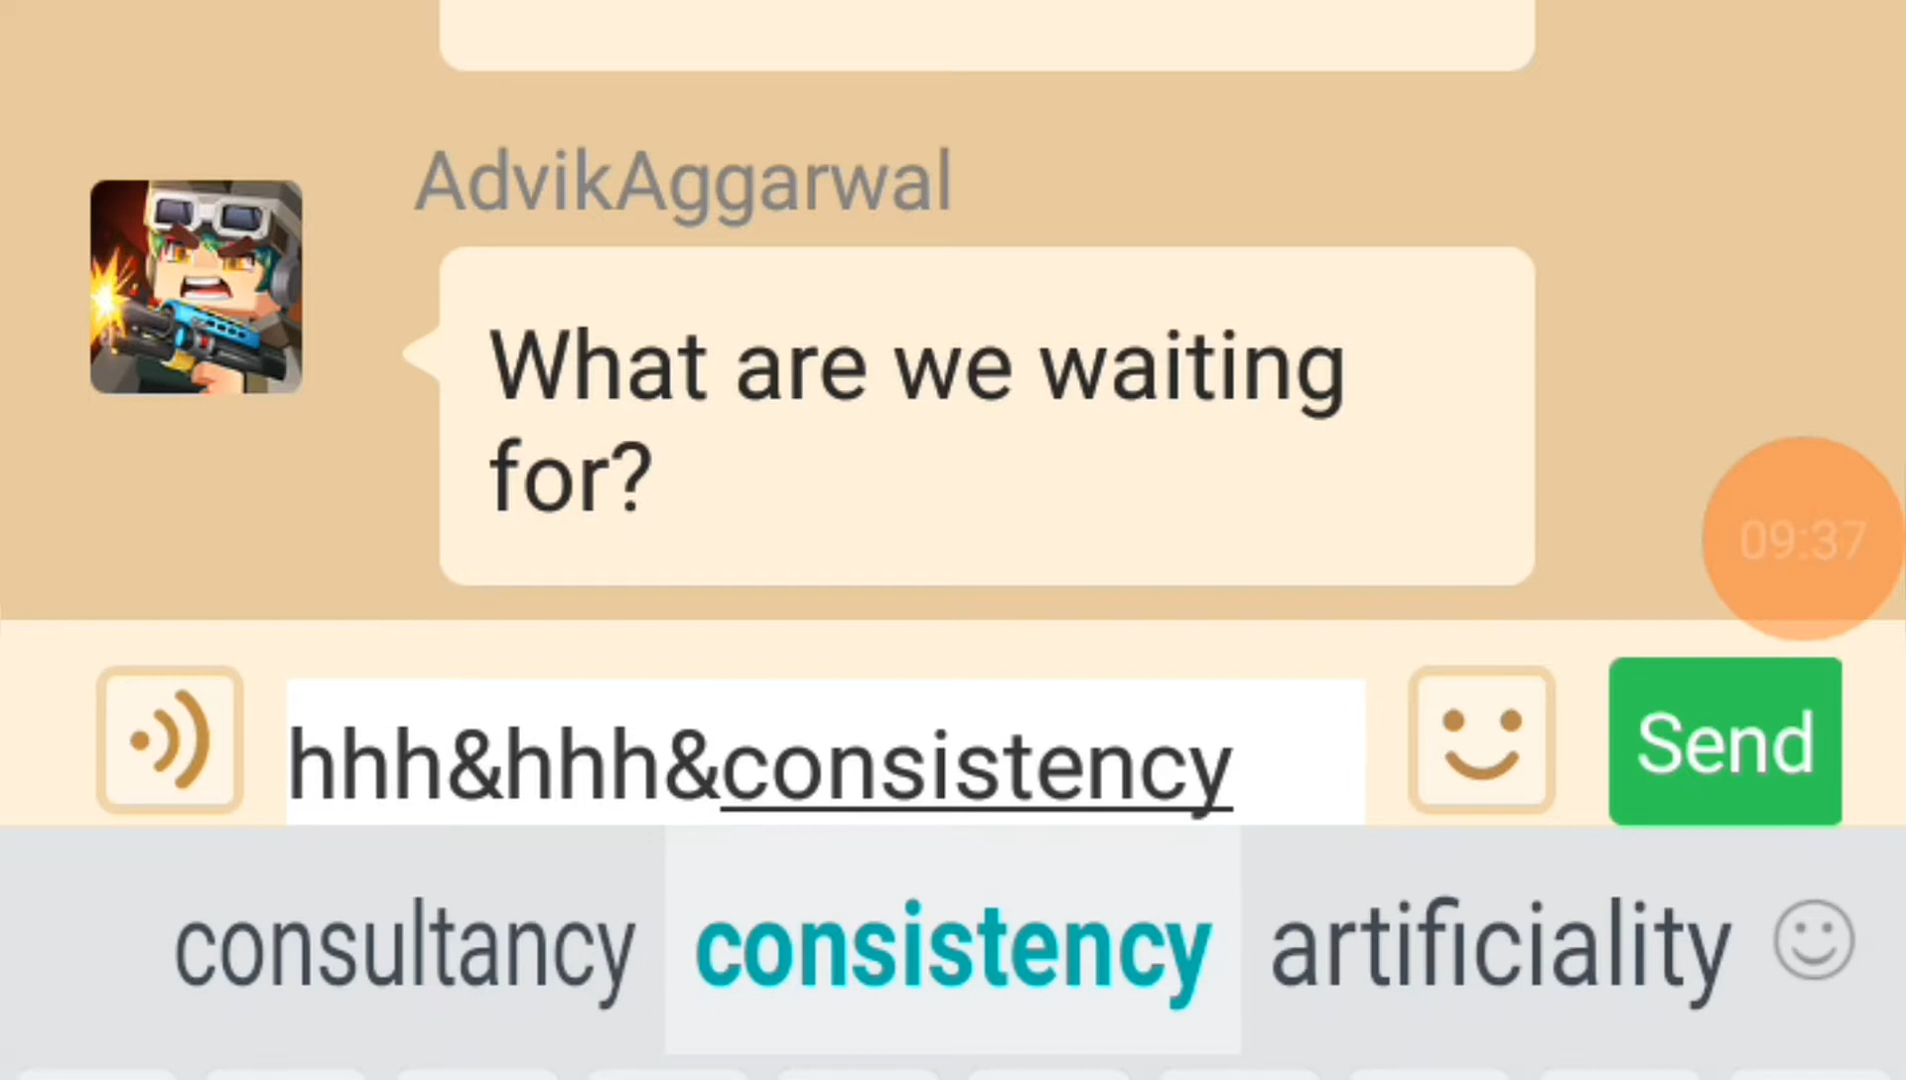 AdvikAggarwal
What are we waiting
for?
09:37
hhh&hhh&consistency
Send
consultancy consistency artificiality